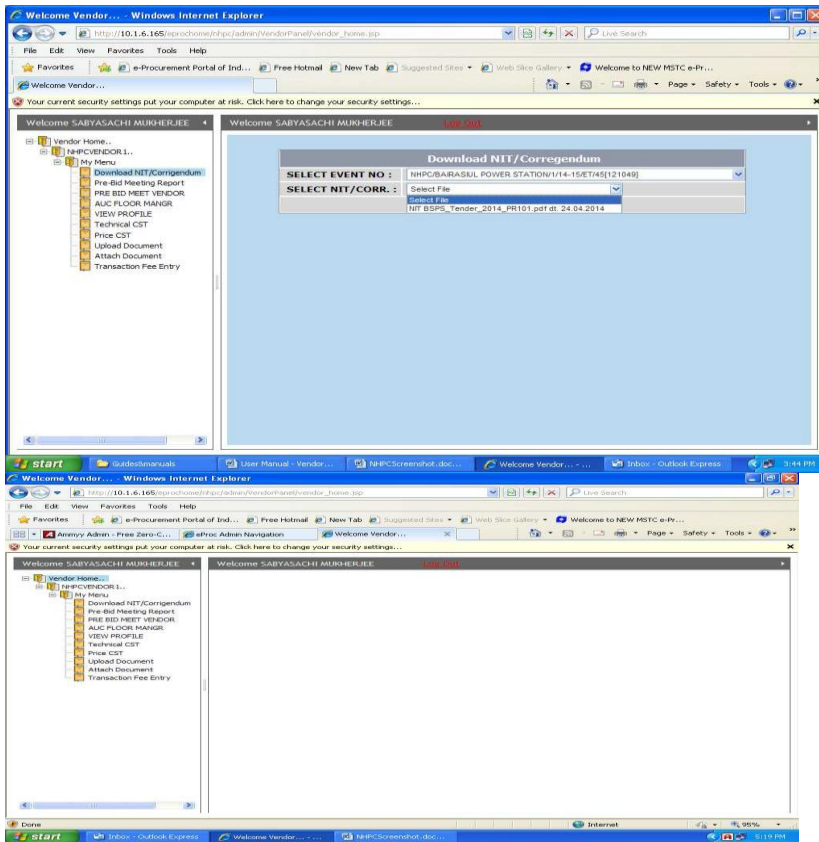 Welcome Vendor... - Windows Internet Explorer
http://10.1.6.165/eprochome/nhpc/admin/VendorPanel/vendor_home.jsp Live Search
File Edit View Favorites Tools Help
Favorites e-Procurement Portal of Ind... Free Hotmail New Tab Suggested Sites Web Slice Gallery Welcome to NEW MSTC e-Pr...
Welcome Vendor... Page Safety Tools
Your current security settings put your computer at risk. Click here to change your security settings...
Welcome SABYASACHI MUKHERJEE Welcome SABYASACHI MUKHERJEE Log Out
Vendor Home..
NHPCVENDOR1..
My Menu
Download NIT/Corrigendum
Pre-Bid Meeting Report
PRE BID MEET VENDOR
AUC FLOOR MANGR
VIEW PROFILE
Technical CST
Price CST
Upload Document
Attach Document
Transaction Fee Entry
Download NIT/Corregendum
SELECT EVENT NO : NHPC/BAIRASIUL POWER STATION/1/14-15/ET/45[121049]
SELECT NIT/CORR. : Select File
Select File
NIT BSPS_Tender_2014_PR101.pdf dt. 24.04.2014
start Guides&manuals User Manual - Vendor... NHPCScreenshot.doc... Welcome Vendor... - ... Inbox - Outlook Express 3:44 PM
Welcome Vendor... - Windows Internet Explorer
http://10.1.6.165/eprochome/nhpc/admin/VendorPanel/vendor_home.jsp Live Search
File Edit View Favorites Tools Help
Favorites e-Procurement Portal of Ind... Free Hotmail New Tab Suggested Sites Web Slice Gallery Welcome to NEW MSTC e-Pr...
Ammyy Admin - Free Zero-C... eProc Admin Navigation Welcome Vendor... Page Safety Tools
Your current security settings put your computer at risk. Click here to change your security settings...
Welcome SABYASACHI MUKHERJEE Welcome SABYASACHI MUKHERJEE Log Out
Vendor Home..
NHPCVENDOR1..
My Menu
Download NIT/Corrigendum
Pre-Bid Meeting Report
PRE BID MEET VENDOR
AUC FLOOR MANGR
VIEW PROFILE
Technical CST
Price CST
Upload Document
Attach Document
Transaction Fee Entry
Done Internet 95%
start Inbox - Outlook Express Welcome Vendor... - ... NHPCScreenshot.doc... 5:19 PM